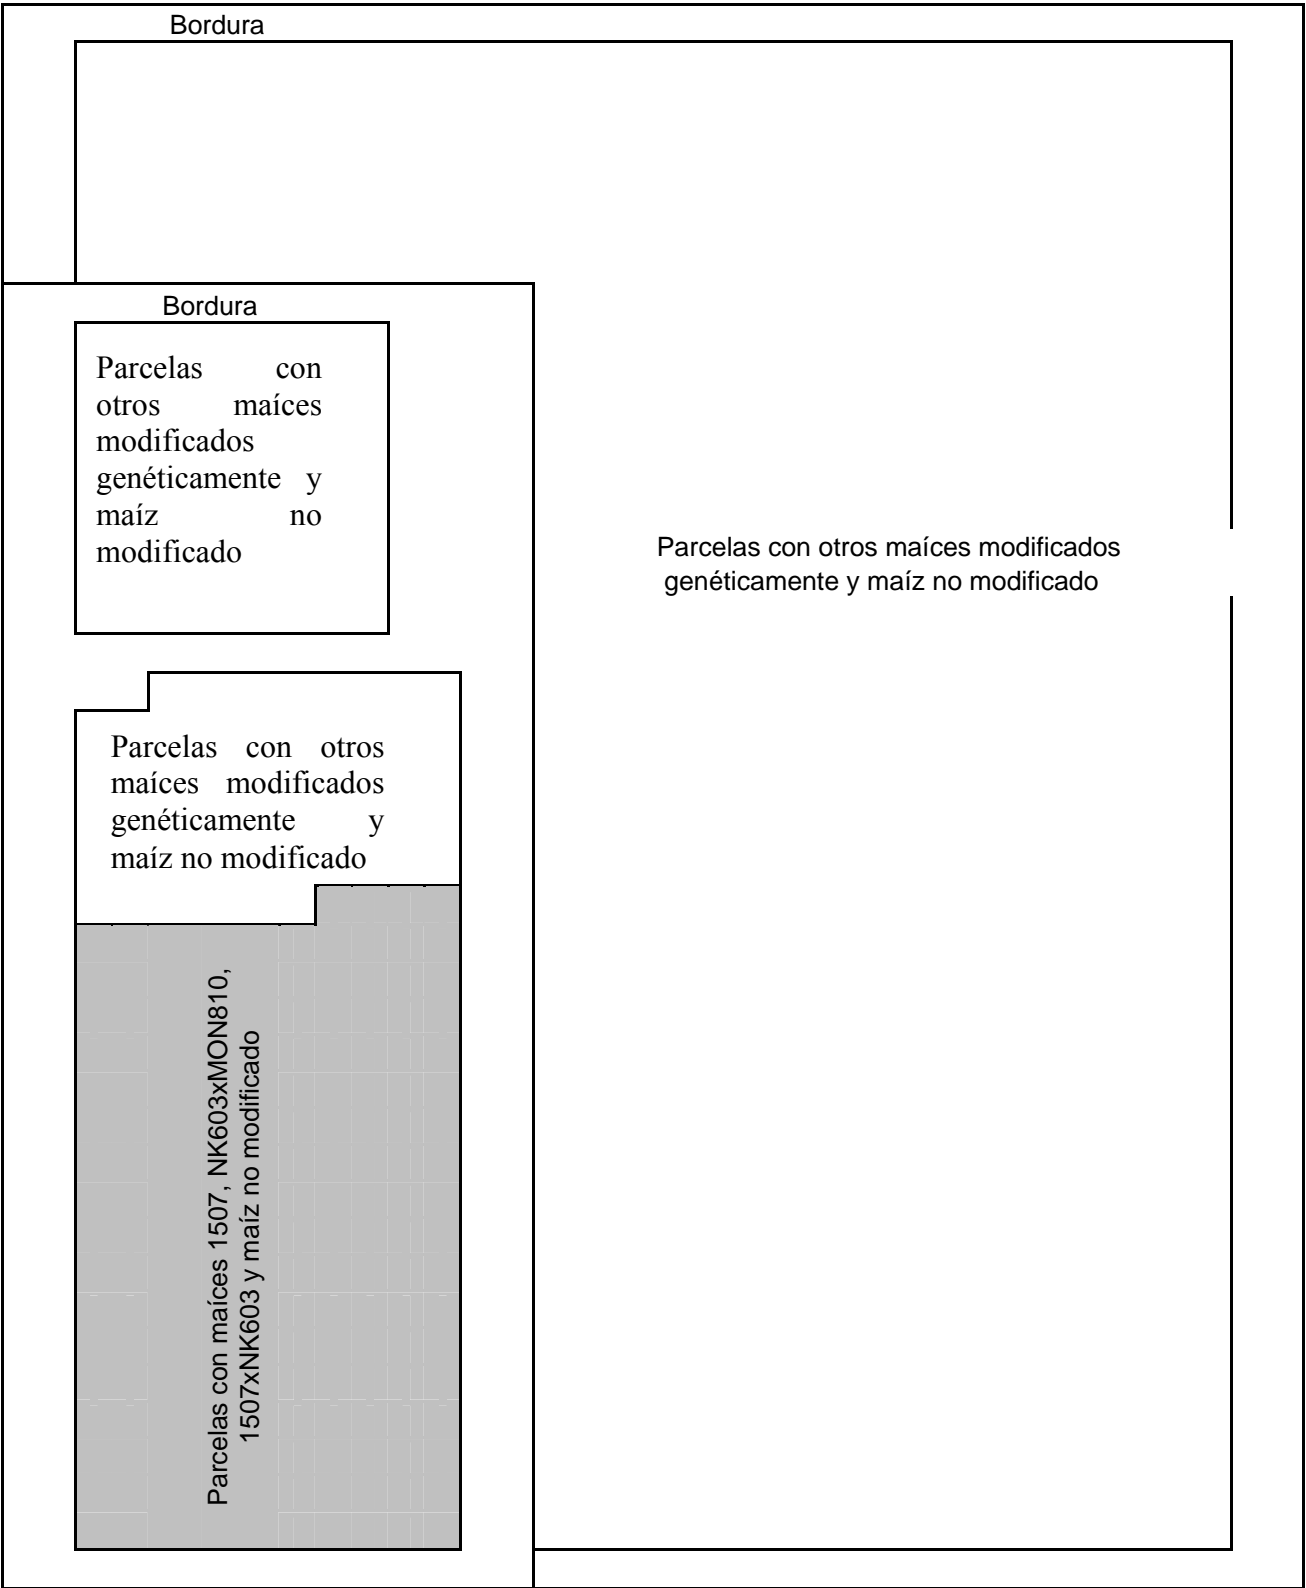 Bordura
Bordura
Parcelas con
otros maíces
modificados
genéticamente y
maíz no
modificado
Parcelas con otros maíces modificados
genéticamente y maíz no modificado
Parcelas con otros
maíces modificados
genéticamente y
maíz no modificado
Parcelas con maíces 1507, NK603xMON810,
1507xNK603 y maíz no modificado